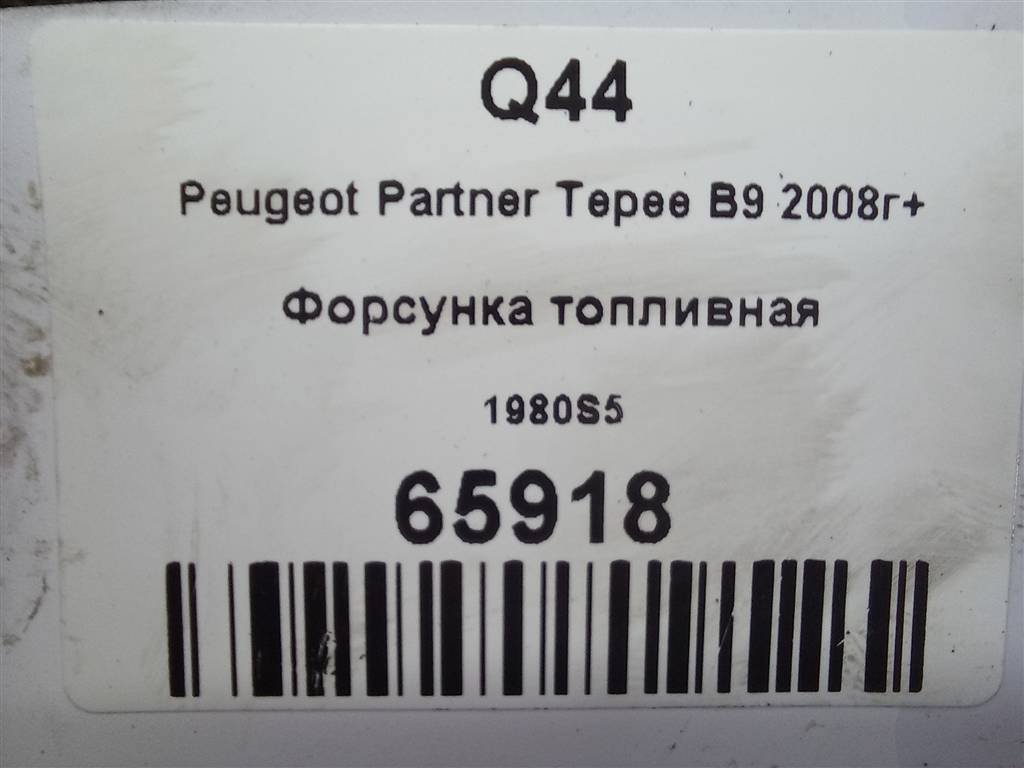 Q44
Peugeot Partner Tepee B9 2008г+
Форсунка топливная
1980S5
65918